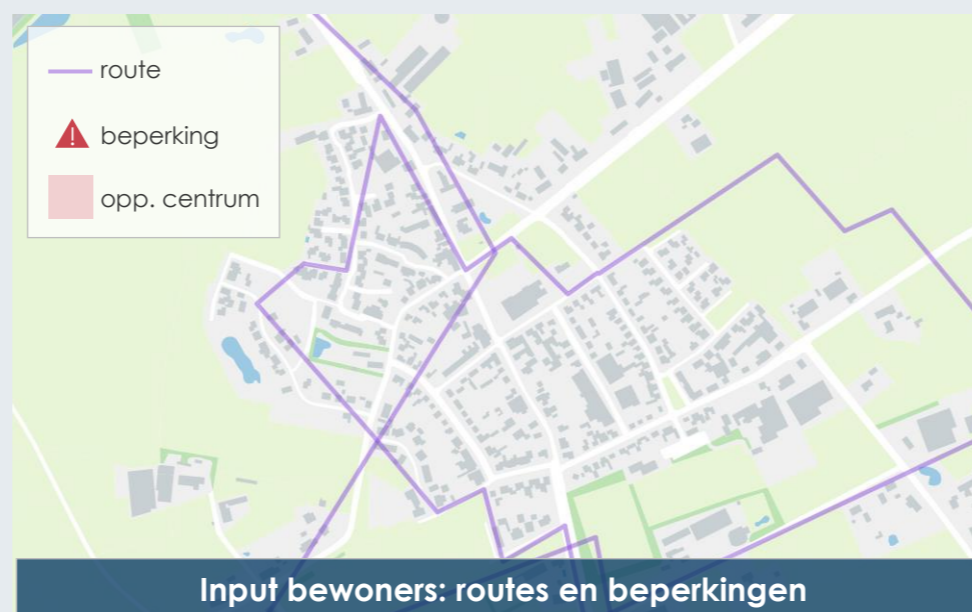 route
beperking
opp. centrum
Input bewoners: routes en beperkingen